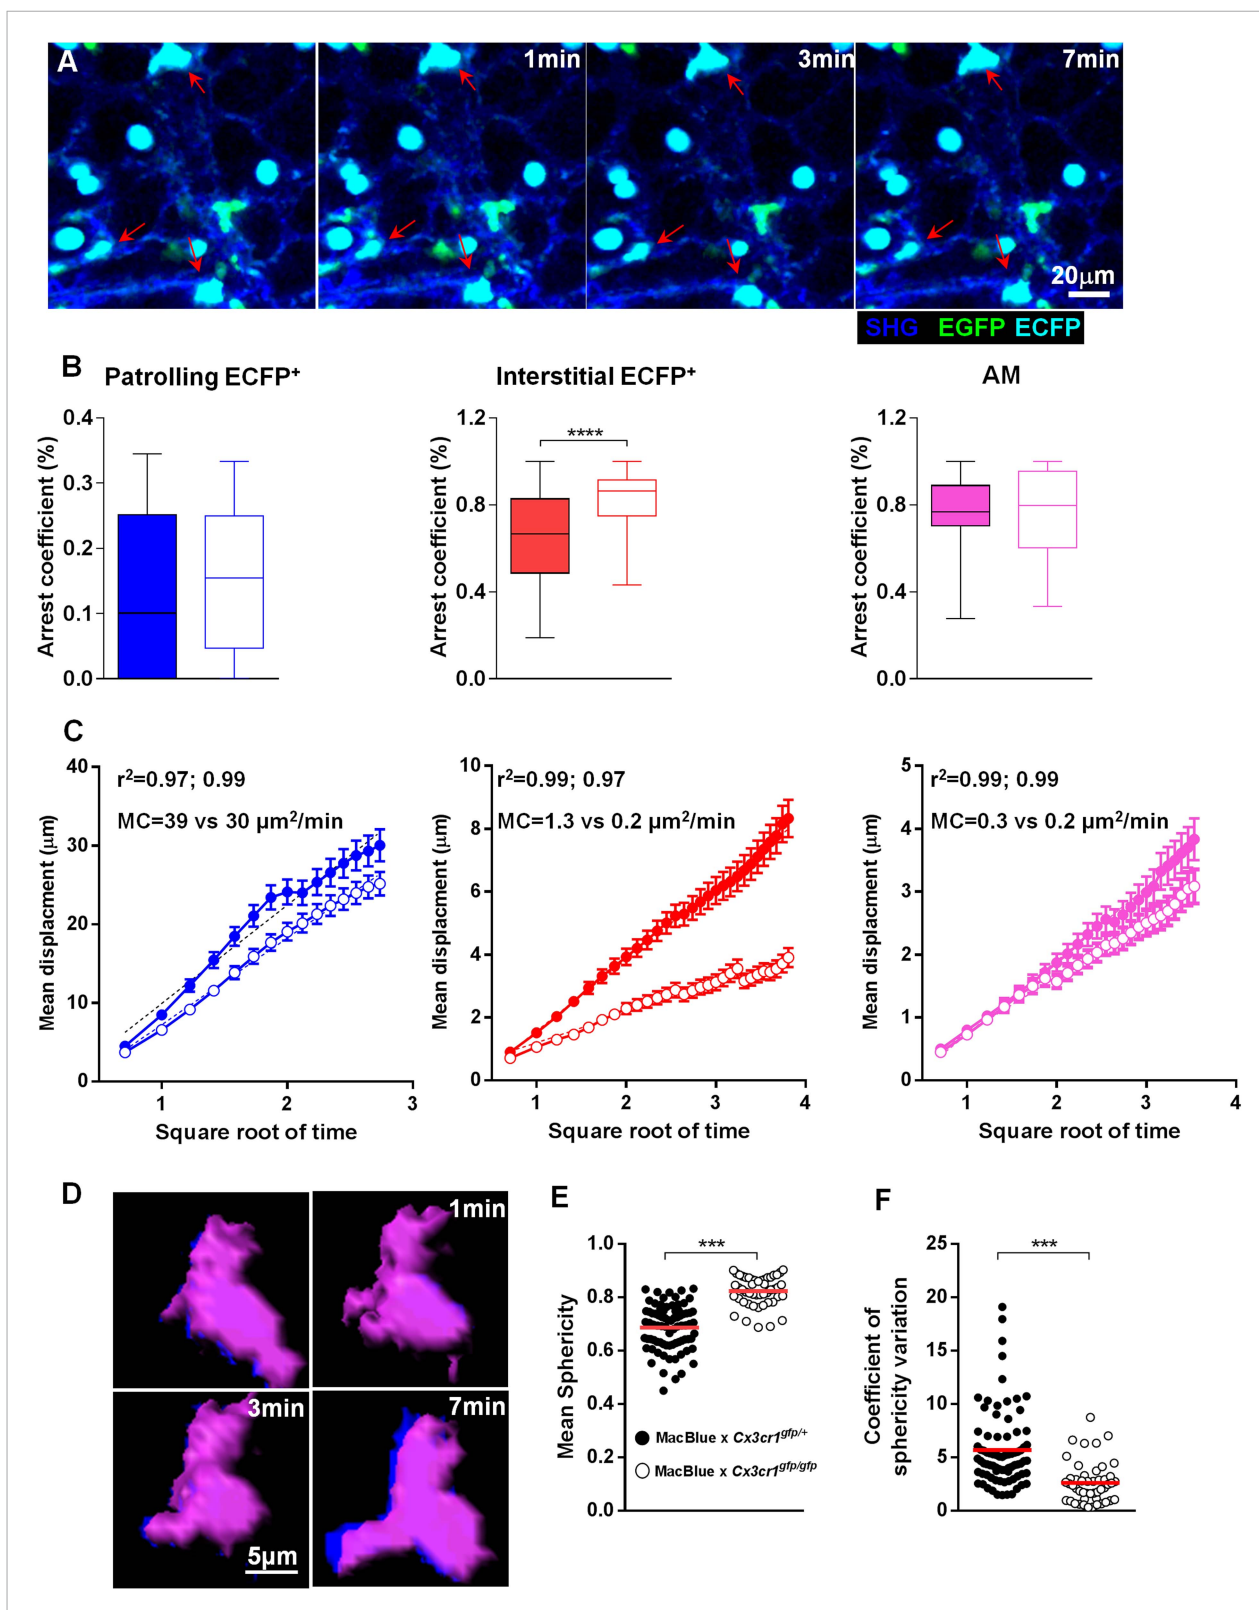 A
1min
3min
7min
20µm
SHG EGFP ECFP
B
Patrolling ECFP+
Interstitial ECFP+
AM
Arrest coefficient (%)
0.4
0.3
0.2
0.1
0.0
Arrest coefficient (%)
1.2
0.8
0.4
0.0
****
Arrest coefficient (%)
1.2
0.8
0.4
0.0
C
Mean displacment (µm)
40
30
20
10
0
r²=0.97; 0.99
MC=39 vs 30 µm²/min
1 2 3
Square root of time
Mean displacment (µm)
10
8
6
4
2
0
r²=0.99; 0.97
MC=1.3 vs 0.2 µm²/min
1 2 3 4
Square root of time
Mean displacment (µm)
5
4
3
2
1
0
r²=0.99; 0.99
MC=0.3 vs 0.2 µm²/min
1 2 3 4
Square root of time
D
1min
3min
7min
5µm
E
Mean Sphericity
1.0
0.8
0.6
0.4
0.2
0.0
***
MacBlue x Cx3cr1gfp/+
MacBlue x Cx3cr1gfp/gfp
F
Coefficient of
sphericity variation
25
20
15
10
5
0
***